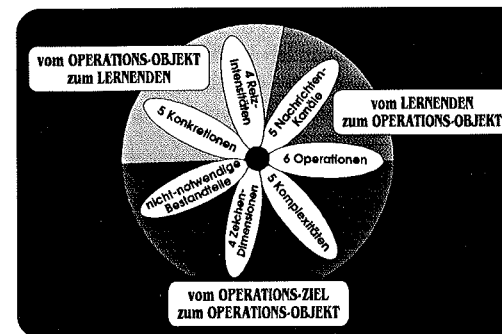 vom OPERATIONS-OBJEKT
zum LERNENDEN
4 Reiz-
Intensitäten
5 Nachrichten-
Kanäle
vom LERNENDEN
zum OPERATIONS-OBJEKT
5 Konkretionen
6 Operationen
nicht-notwendige
Bestandteile
4 Zeichen-
Dimensionen
5 Komplexitäten
vom OPERATIONS-ZIEL
zum OPERATIONS-OBJEKT